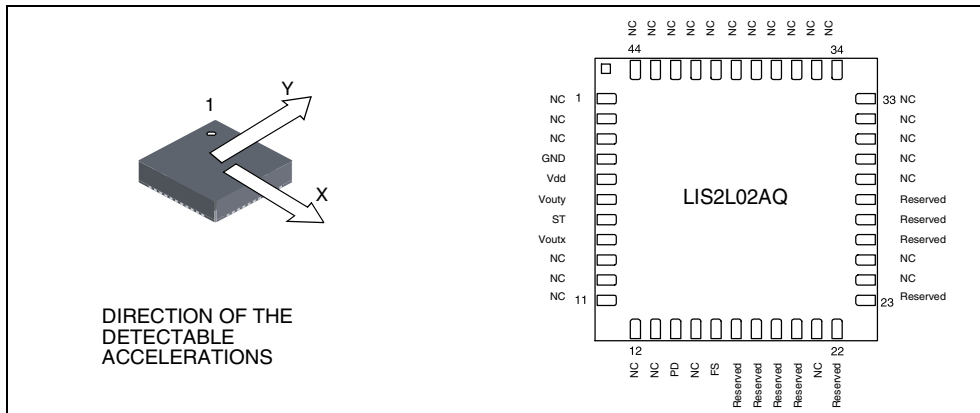 1
Y
X
DIRECTION OF THE
DETECTABLE
ACCELERATIONS
NC NC NC NC NC NC NC NC NC NC NC
44 34
NC 1
NC
NC
GND
Vdd
Vouty
ST
Voutx
NC
NC
NC 11
LIS2L02AQ
33 NC
NC
NC
NC
NC
Reserved
Reserved
Reserved
NC
NC
23 Reserved
12 22
NC NC PD NC FS Reserved Reserved Reserved Reserved NC Reserved